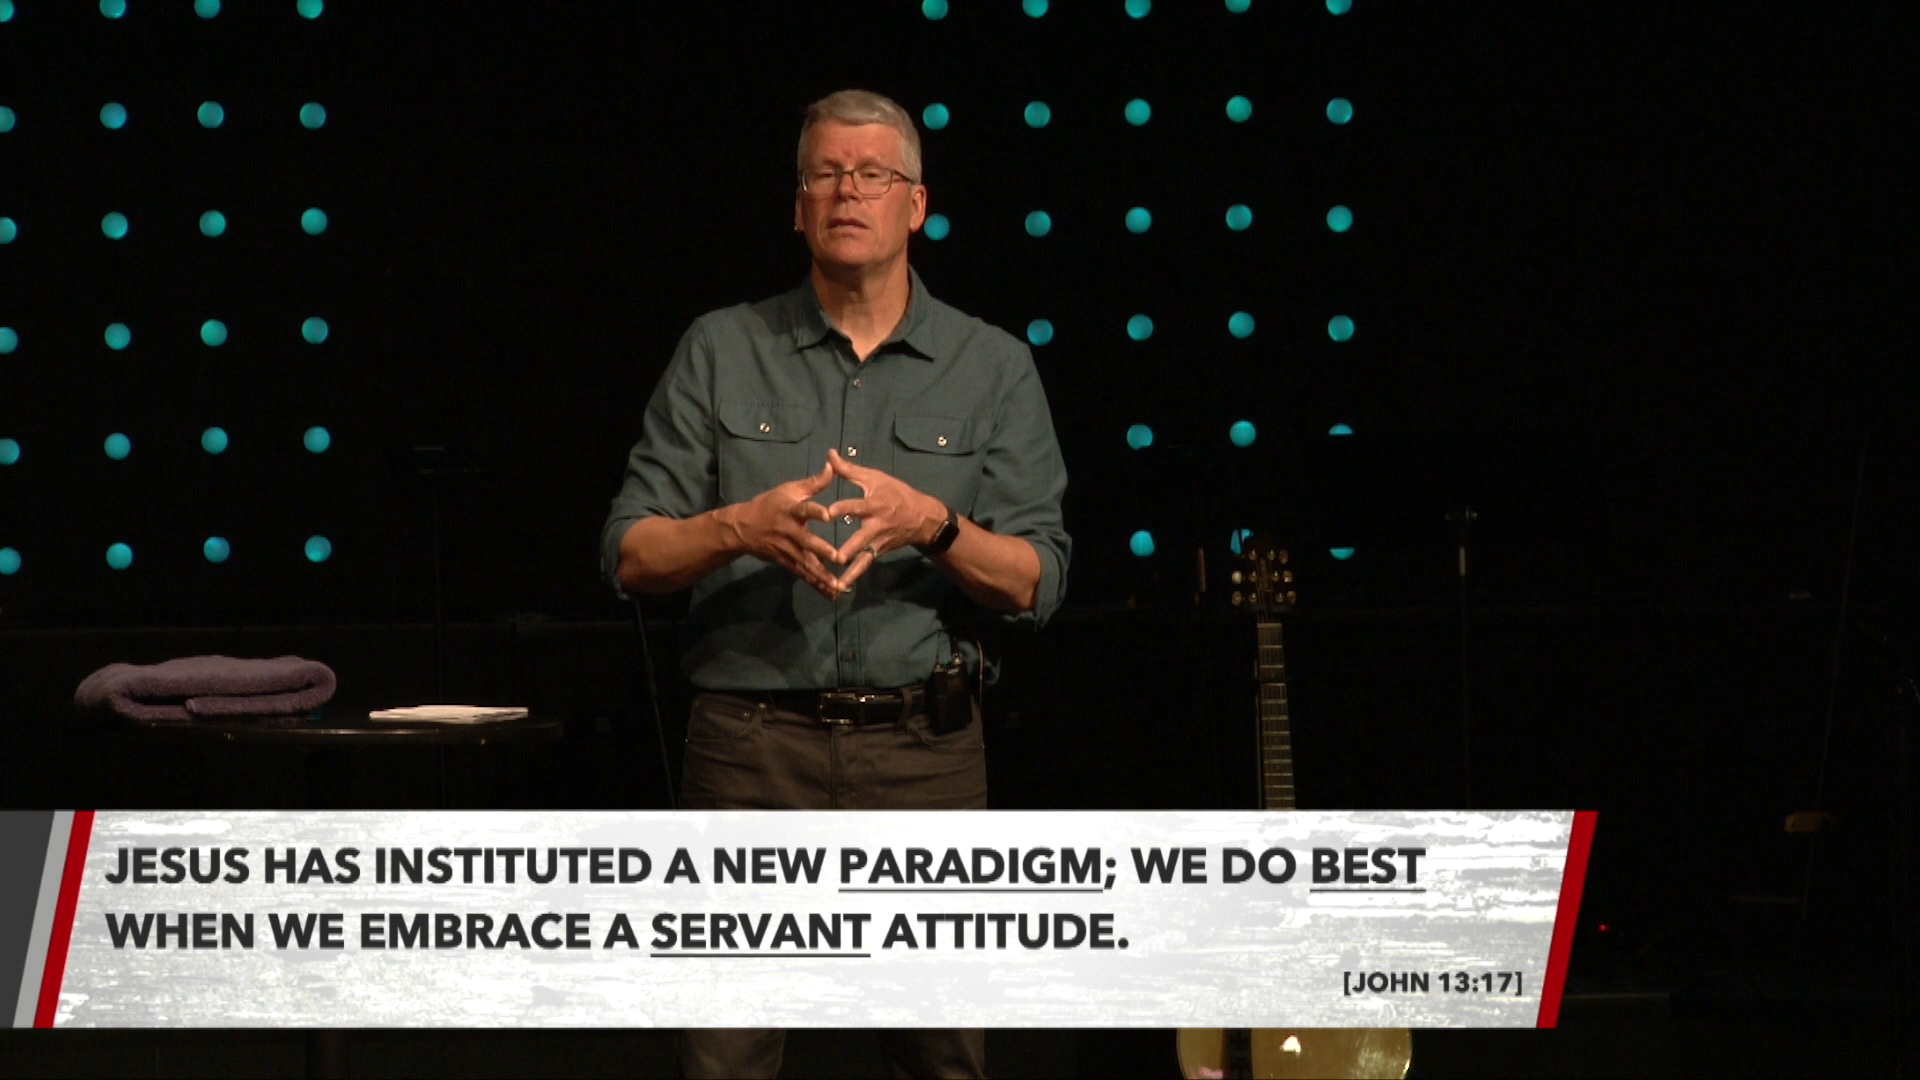 JESUS HAS INSTITUTED A NEW PARADIGM; WE DO BEST
WHEN WE EMBRACE A SERVANT ATTITUDE.
[JOHN 13:17]